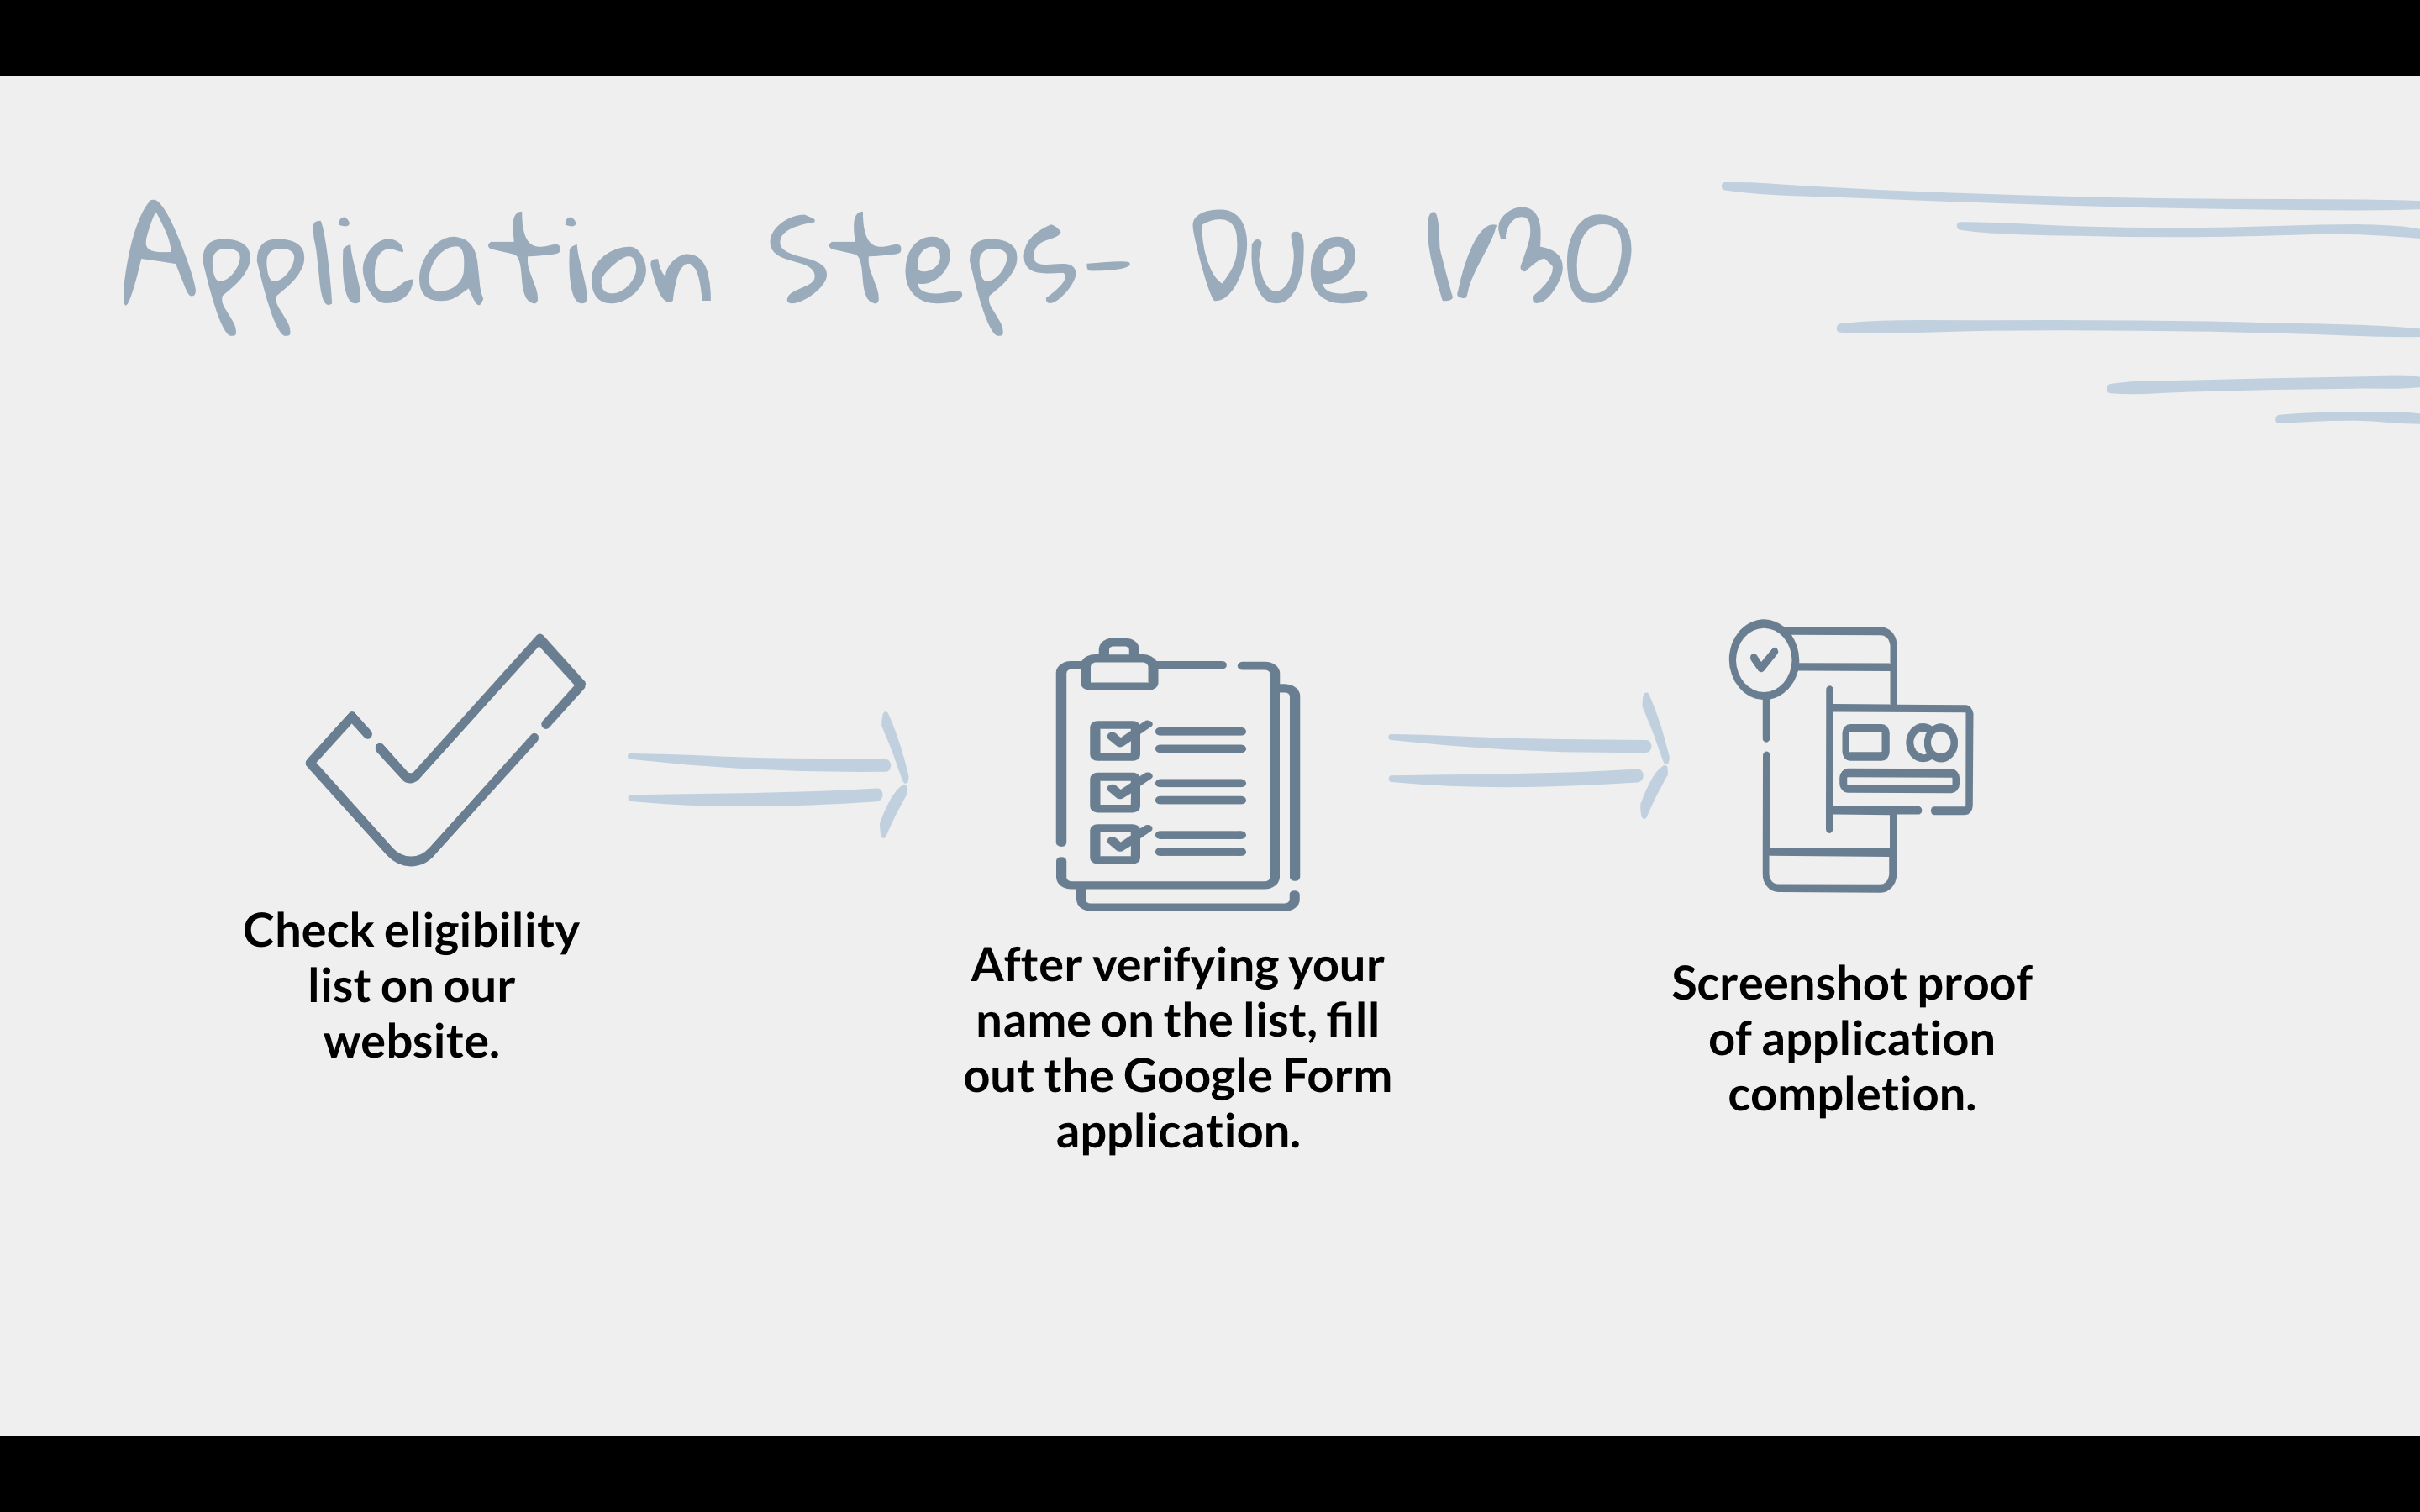 Application Steps- Due 1/30
Check eligibility
list on our
website.
After verifying your
name on the list, fill
out the Google Form
application.
Screenshot proof
of application
completion.